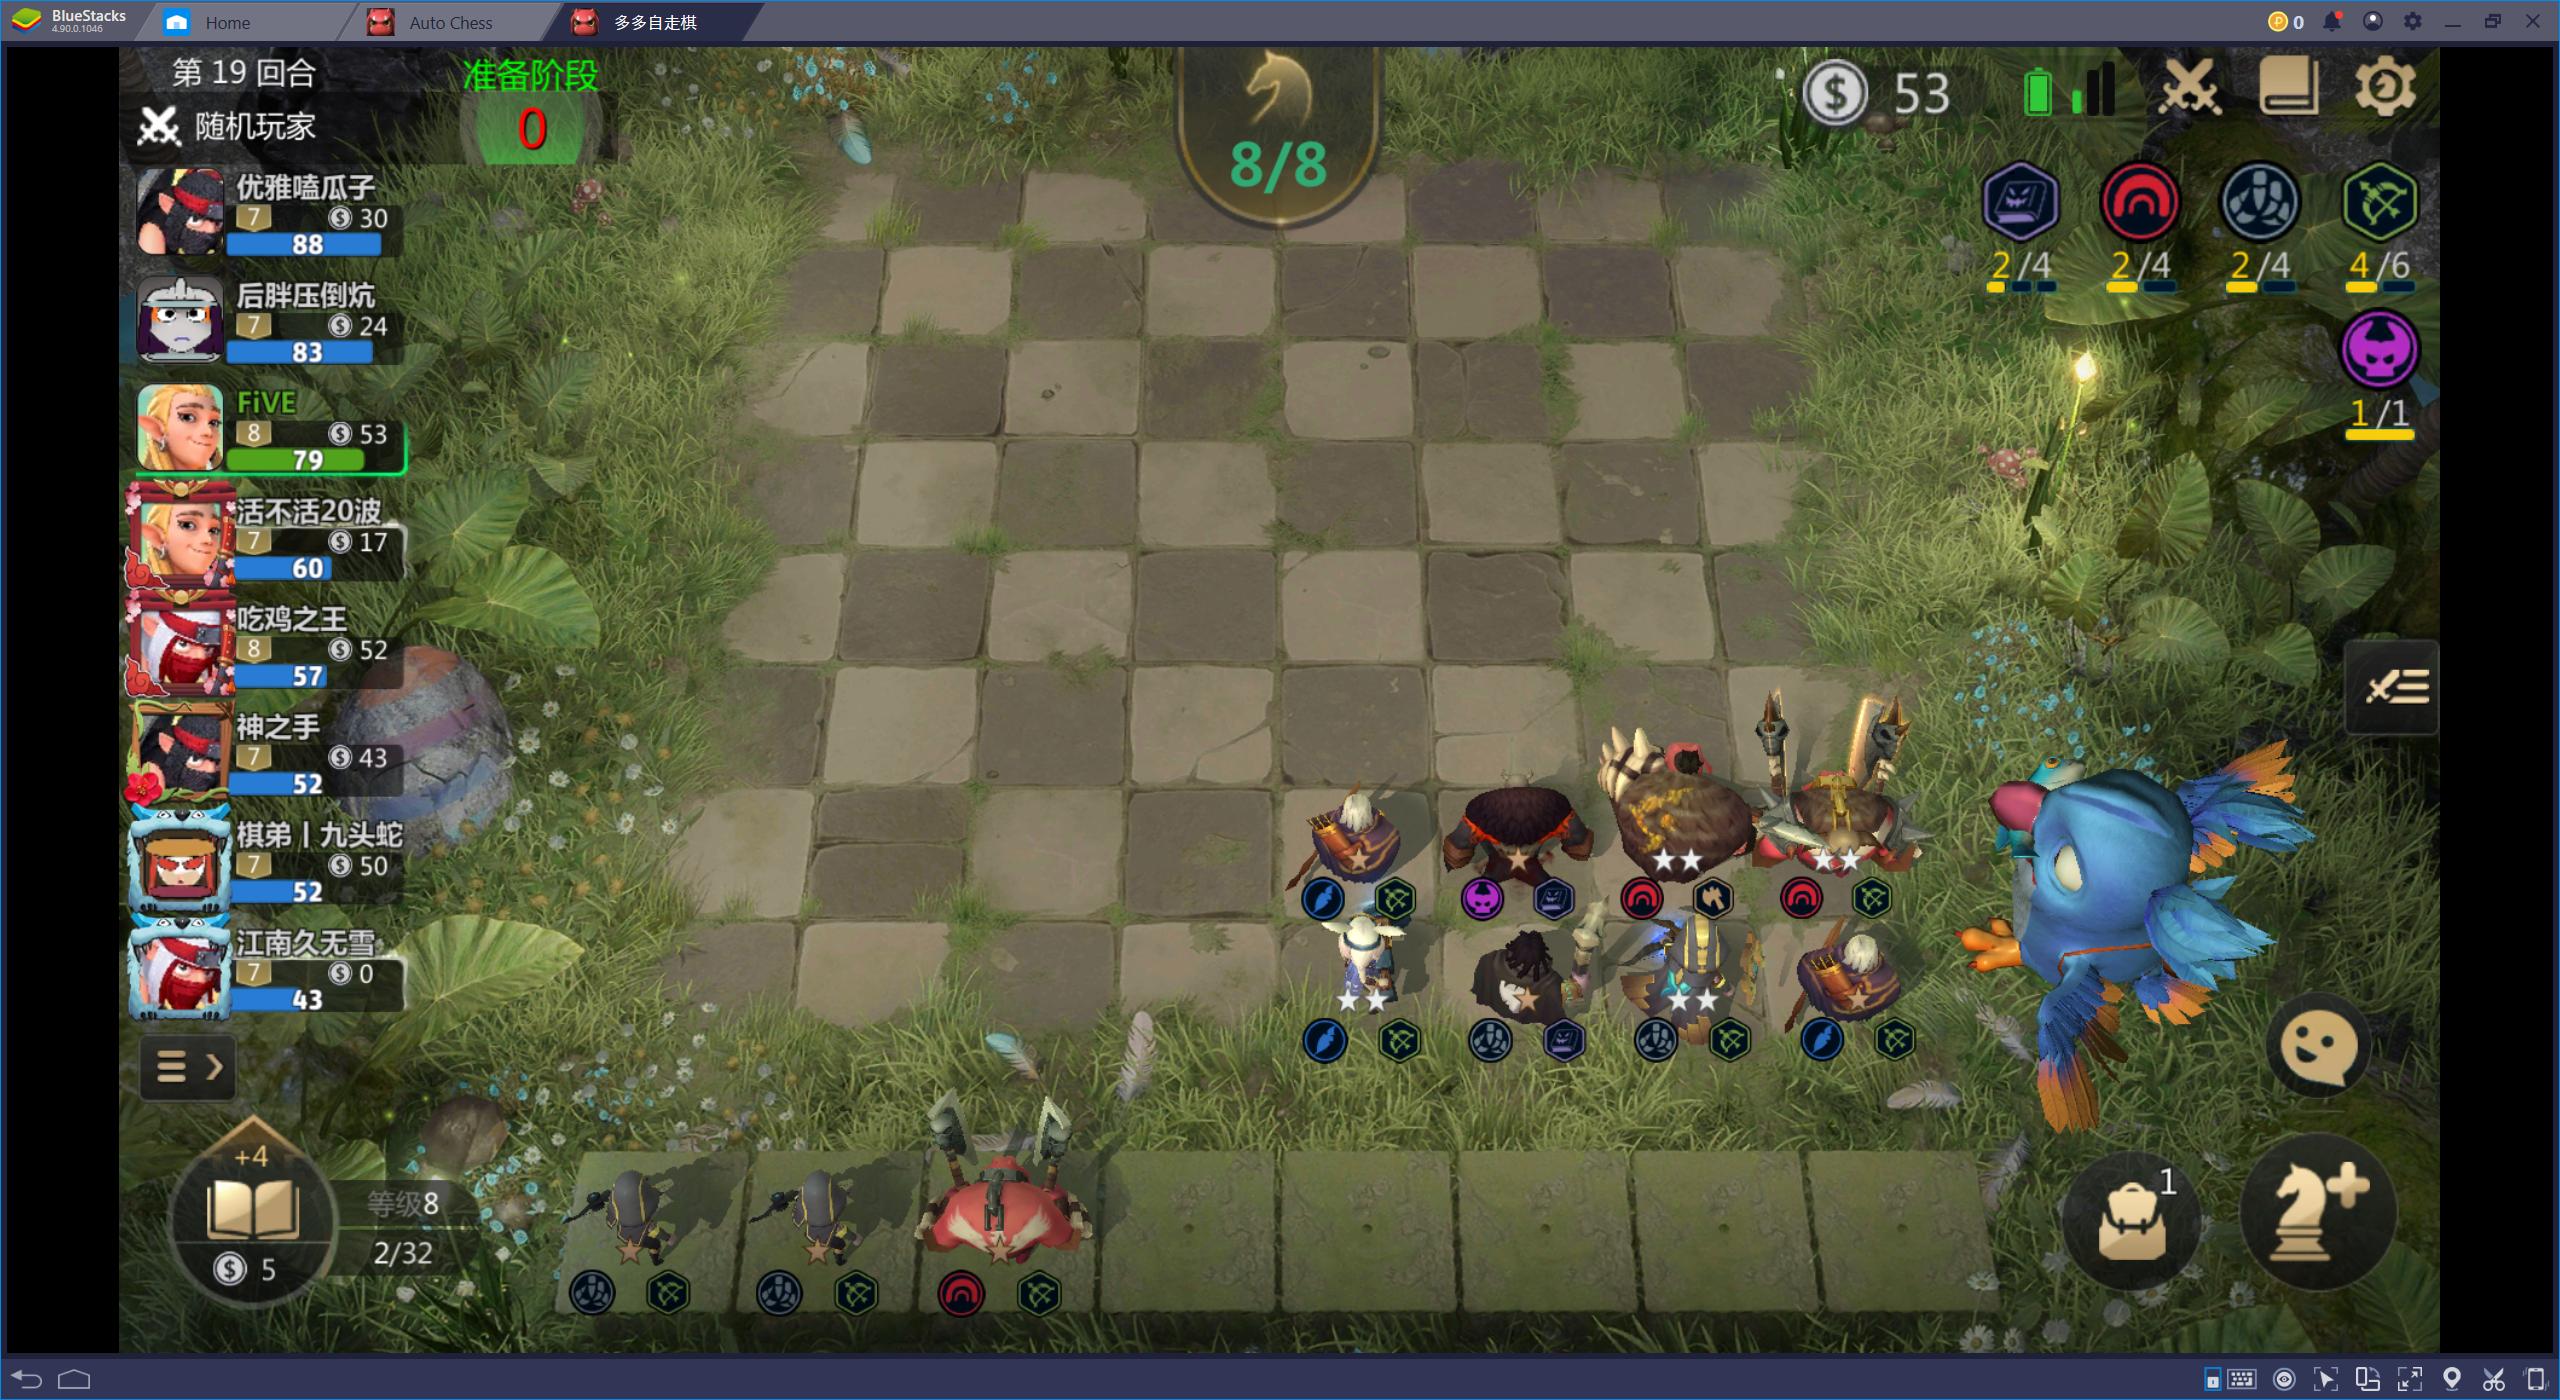 BlueStacks
4.90.0.1046
Home
Auto Chess
多多自走棋
0
第 19 回合
准备阶段
随机玩家
0
8/8
53
优雅嗑瓜子
7 30
88
后胖压倒炕
7 24
83
FiVE
8 53
79
活不活20波
7 17
60
吃鸡之王
8 52
57
神之手
7 43
52
棋弟丨九头蛇
7 50
52
江南久无雪
7 0
43
2/4
2/4
2/4
4/6
1/1
+4
5
等级8
2/32
1